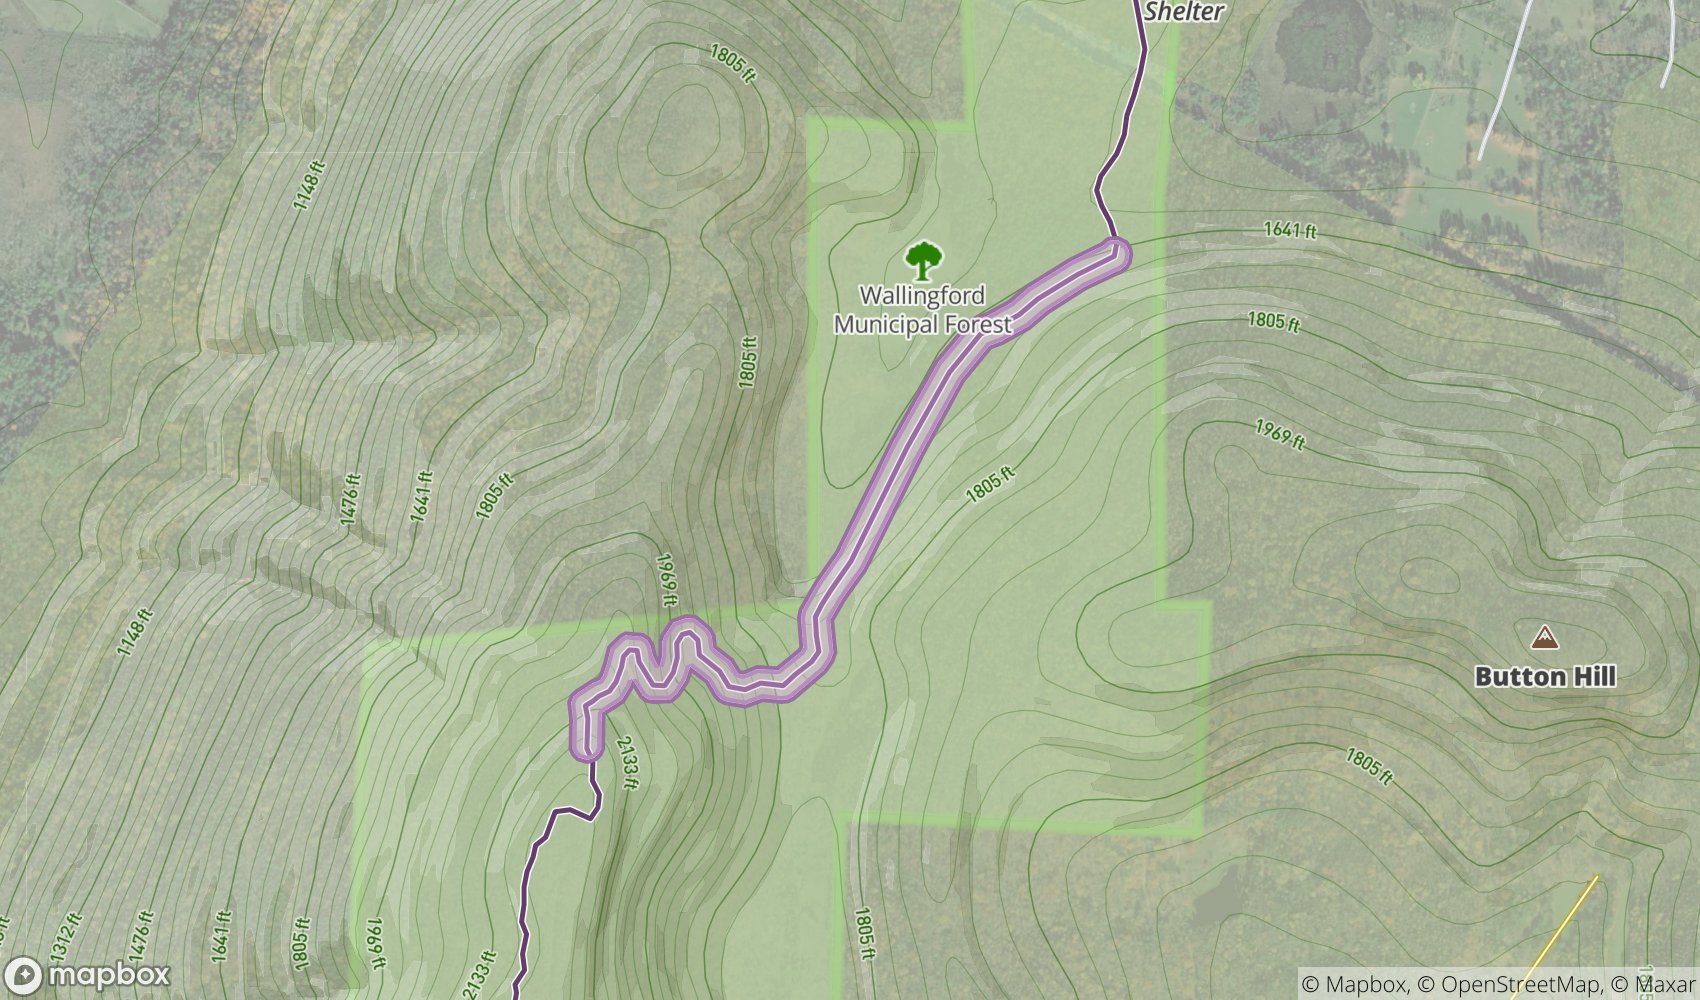 Shelter
1805 ft
1148 ft
1641 ft
Wallingford
Municipal Forest
1805 ft
1805 ft
1969 ft
1476 ft
1641 ft
1805 ft
1805 ft
1969 ft
1148 ft
Button Hill
2133 ft
1805 ft
1312 ft
1476 ft
1641 ft
1805 ft
1969 ft
2133 ft
1805 ft
mapbox
© Mapbox, © OpenStreetMap, © Maxar